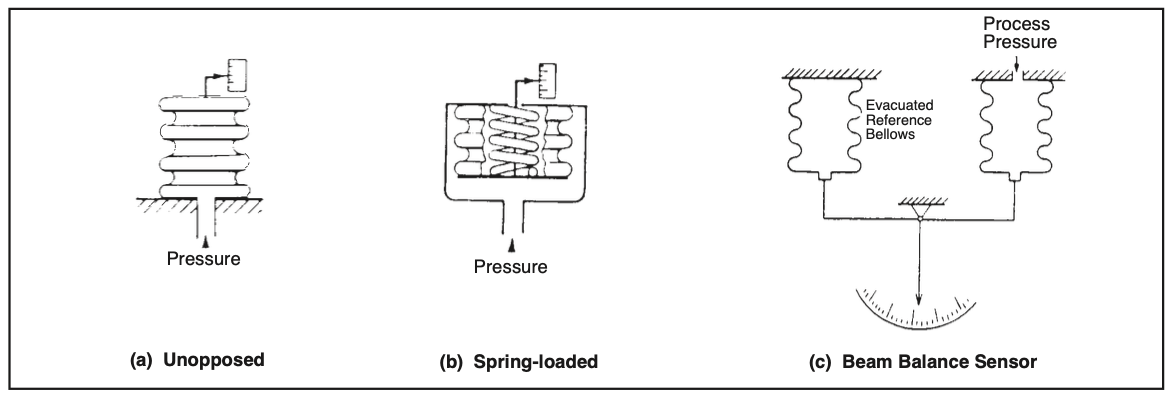 Pressure
(a) Unopposed
Pressure
(b) Spring-loaded
Process
Pressure
Evacuated
Reference
Bellows
(c) Beam Balance Sensor